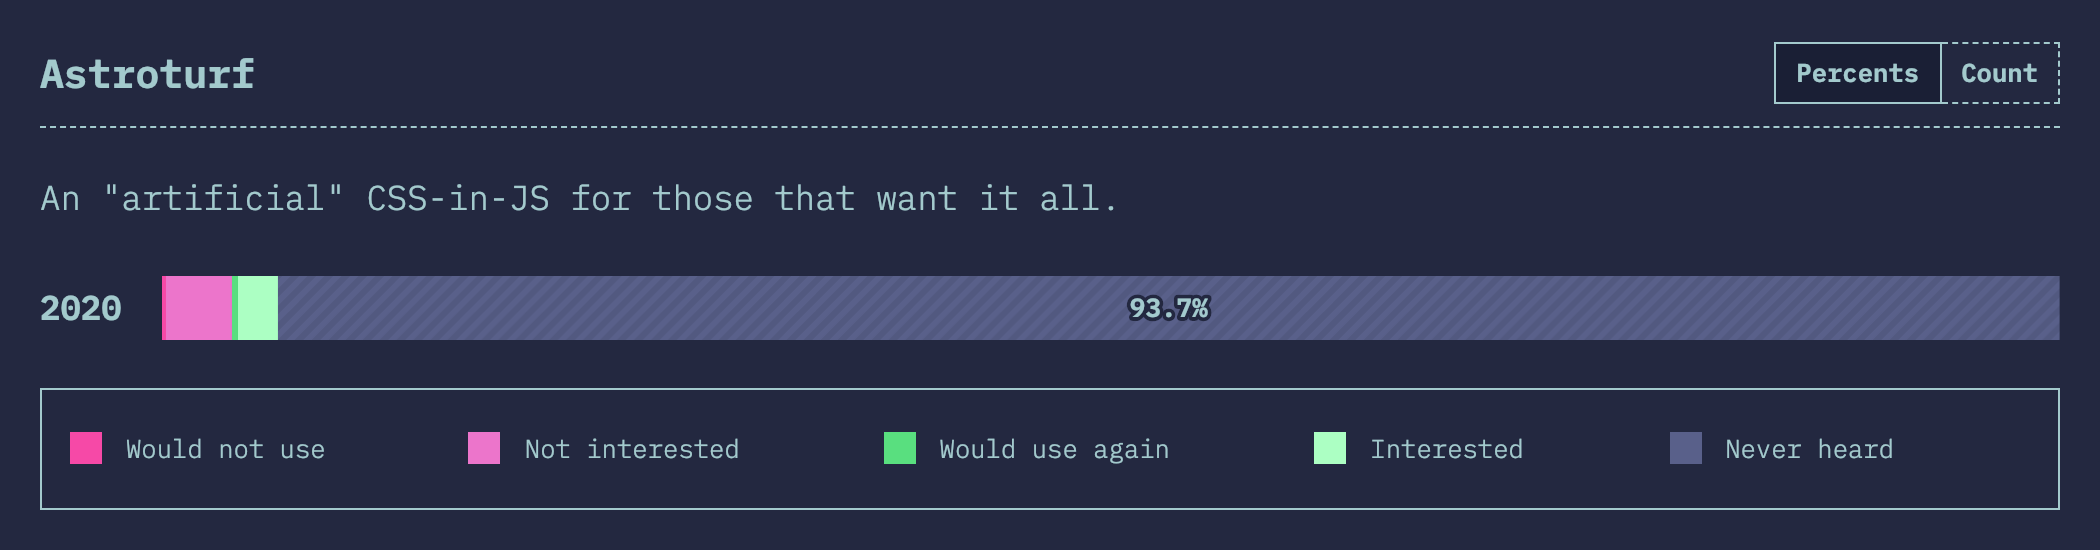 Astroturf
Percents Count
An "artificial" CSS-in-JS for those that want it all.
2020 93.7%
Would not use Not interested Would use again Interested Never heard